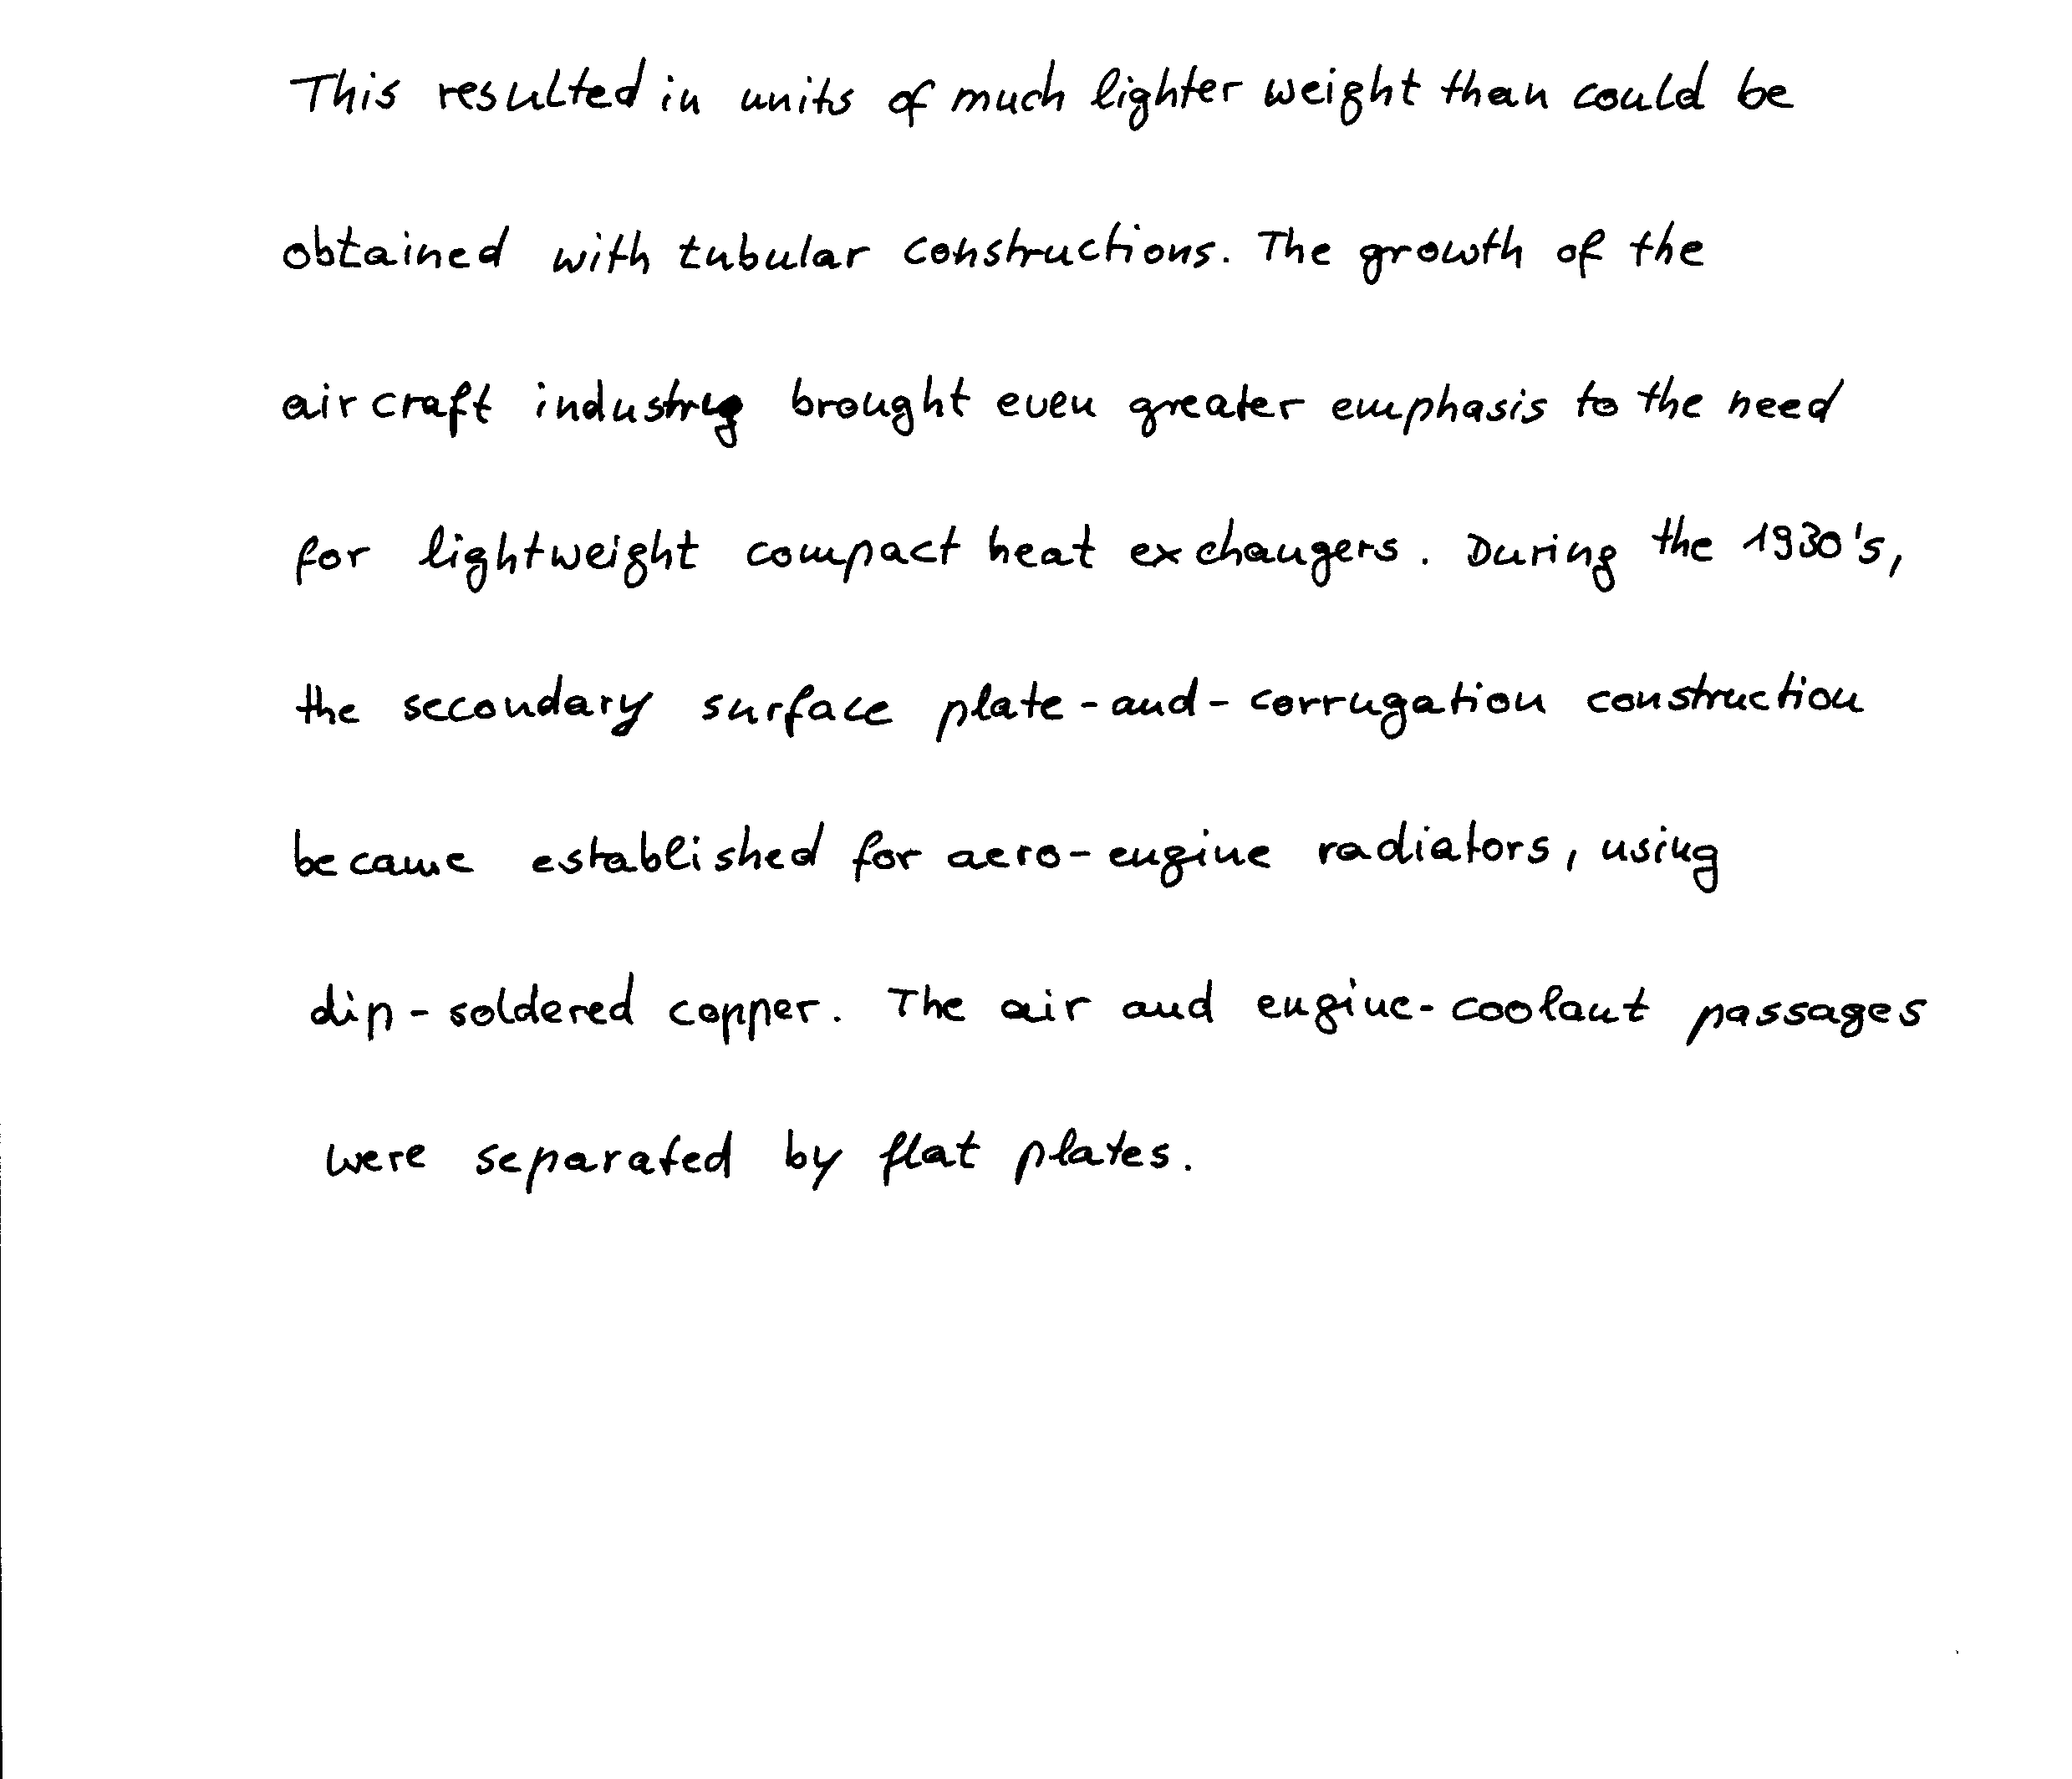 This resulted in units of much lighter weight than could be
obtained with tubular constructions. The growth of the
aircraft industry brought even greater emphasis to the need
for lightweight compact heat exchangers. During the 1930's,
the secondary surface plate-and-corrugation construction
became established for aero-engine radiators, using
dip-soldered copper. The air and engine-coolant passages
were separated by flat plates.